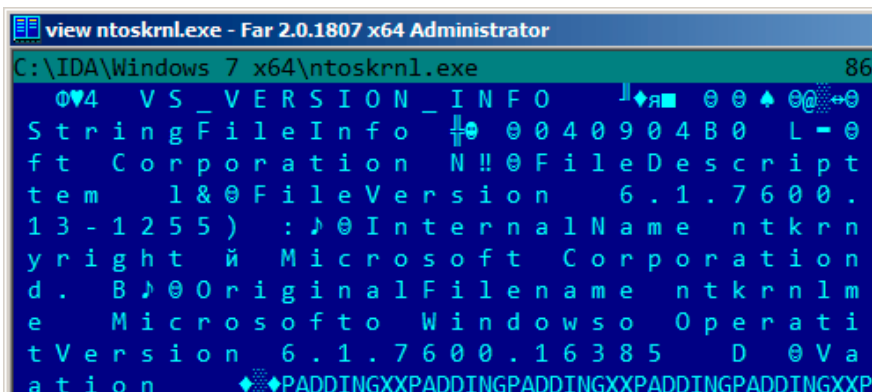 view ntoskrnl.exe - Far 2.0.1807 x64 Administrator
C:\IDA\Windows 7 x64\ntoskrnl.exe 86
Ф♥4 V S _ V E R S I O N _ I N F O ╜♦я■ ☺ ☺ ♠ ☺@░↔☺
S t r i n g F i l e I n f o ╬☻ ☺ 0 4 0 9 0 4 B 0 L ▬ ☺
f t C o r p o r a t i o n N ‼ ☺ F i l e D e s c r i p t
t e m l & ☺ F i l e V e r s i o n 6 . 1 . 7 6 0 0 .
1 3 - 1 2 5 5 ) : ♪ ☺ I n t e r n a l N a m e n t k r n
y r i g h t й M i c r o s o f t C o r p o r a t i o n
d . B ♪ ☺ O r i g i n a l F i l e n a m e n t k r n l m
e M i c r o s o f t o W i n d o w s o O p e r a t i
t V e r s i o n 6 . 1 . 7 6 0 0 . 1 6 3 8 5 D ☺ V a
a t i o n ♦░♦PADDINGXXPADDINGPADDINGXXPADDINGPADDINGXXP